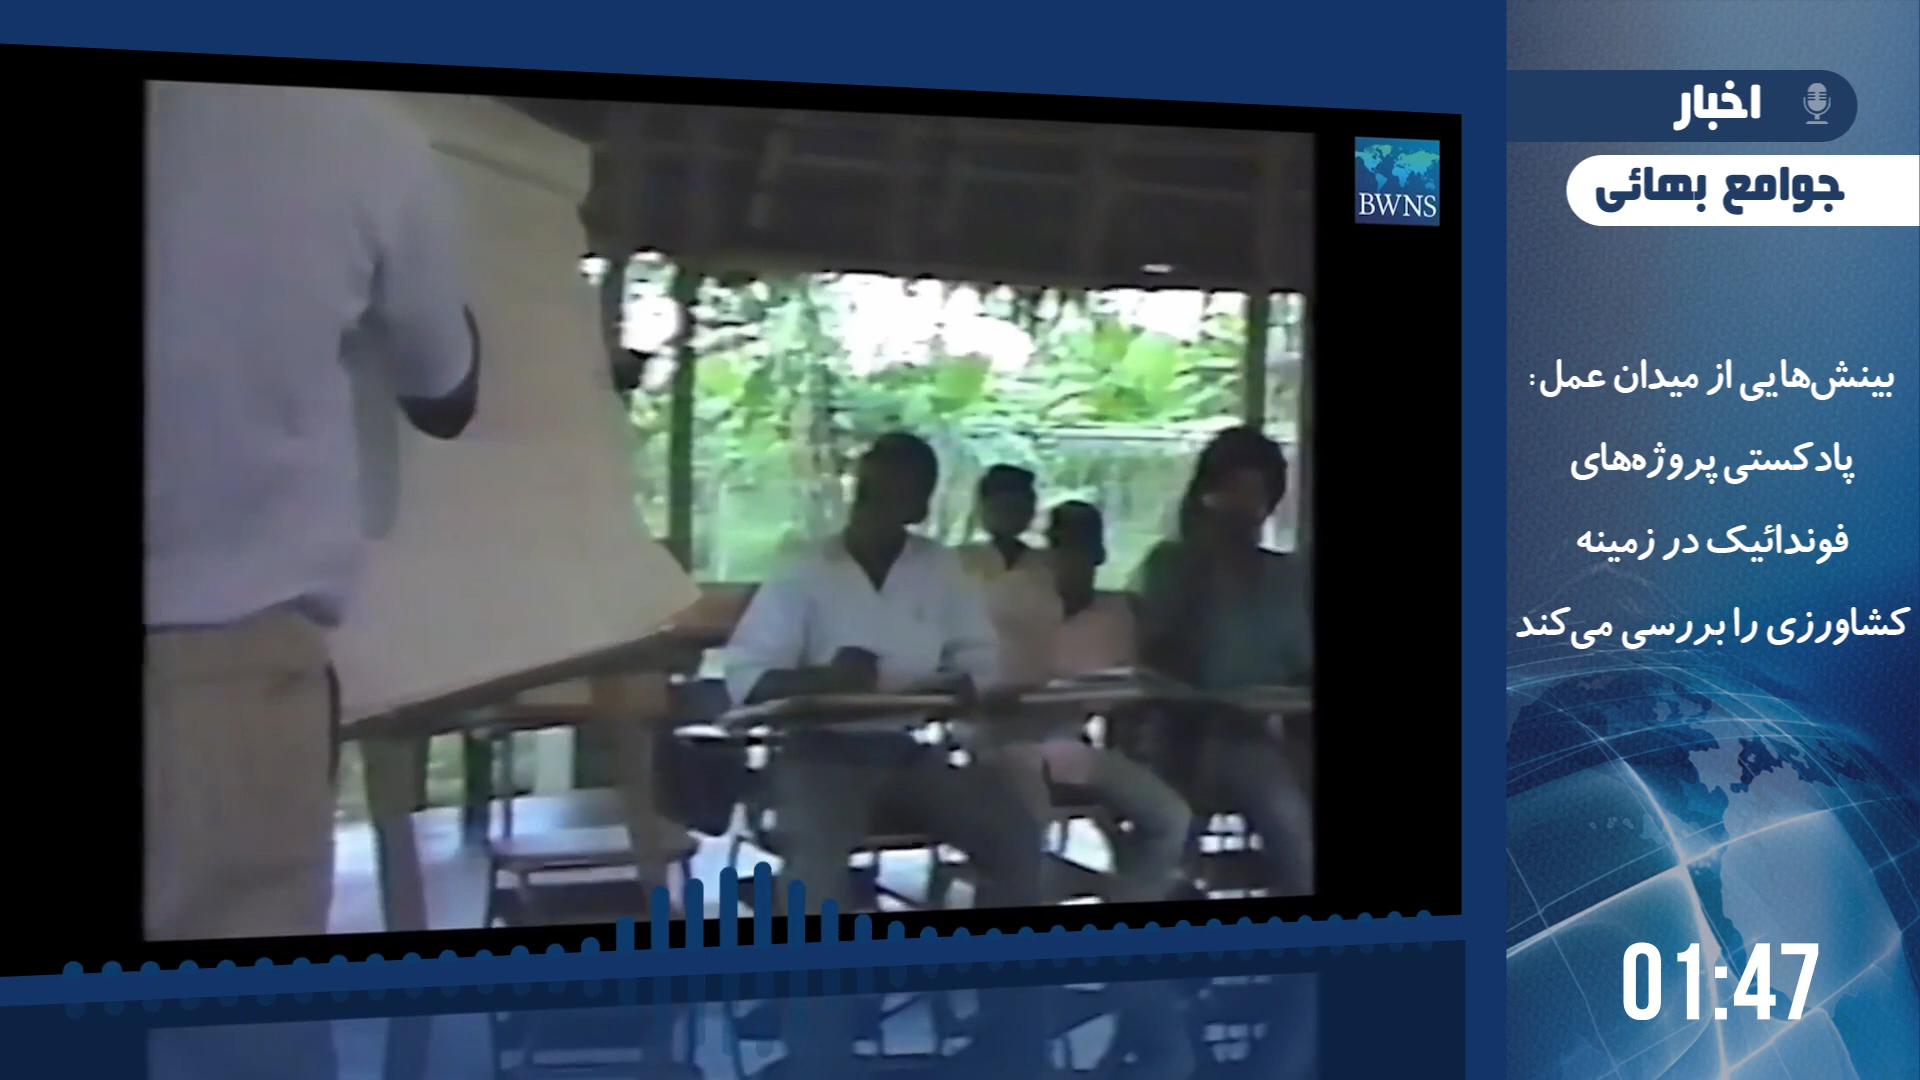 اخبار
جوامع بهائی
BWNS
بینش‌هایی از میدان عمل:
پادکستی پروژه‌های
فوندائیک در زمینه
کشاورزی را بررسی می‌کند
01:47